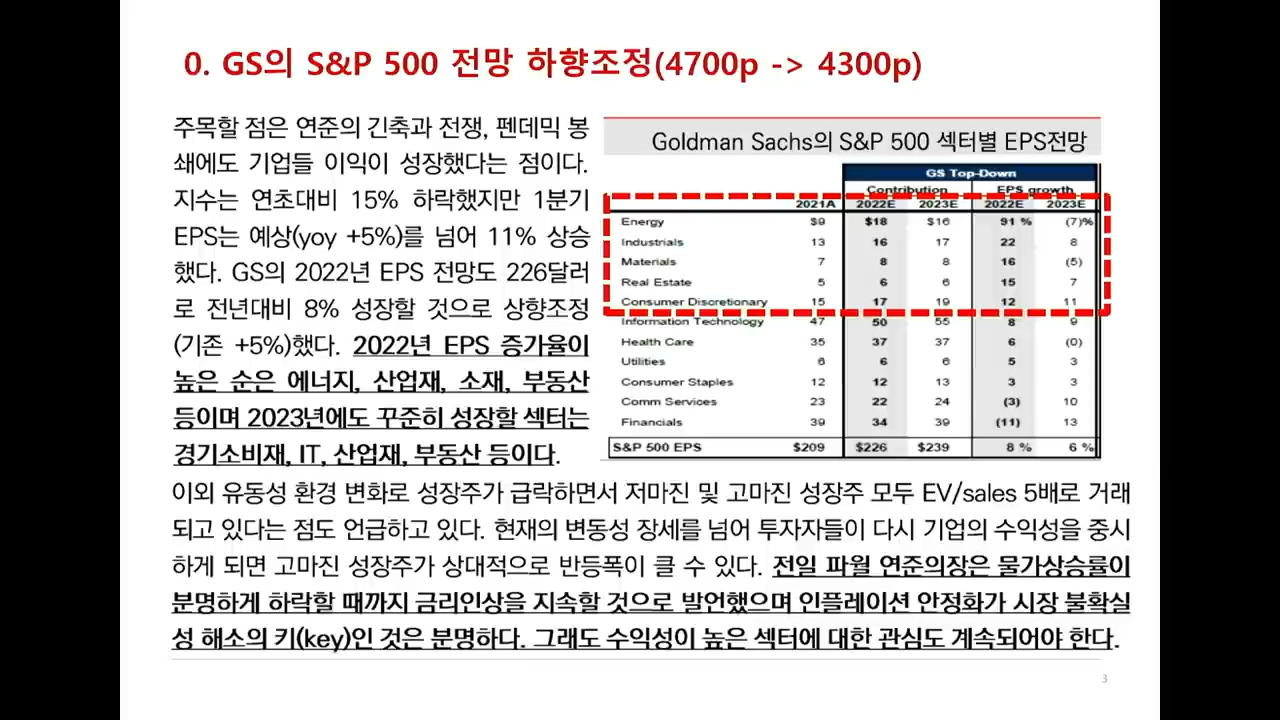 0. GS의 S&P 500 전망 하향조정(4700p -> 4300p)
주목할 점은 연준의 긴축과 전쟁, 펜데믹 봉
쇄에도 기업들 이익이 성장했다는 점이다.
지수는 연초대비 15% 하락했지만 1분기
EPS는 예상(yoy +5%)를 넘어 11% 상승
했다. GS의 2022년 EPS 전망도 226달러
로 전년대비 8% 성장할 것으로 상향조정
(기존 +5%)했다. 2022년 EPS 증가율이
높은 순은 에너지, 산업재, 소재, 부동산
등이며 2023년에도 꾸준히 성장할 섹터는
경기소비재, IT, 산업재, 부동산 등이다.
Goldman Sachs의 S&P 500 섹터별 EPS전망
GS Top-Down
Contribution EPS growth
2021A 2022E 2023E 2022E 2023E
Energy $9 $18 $16 91 % (7)%
Industrials 13 16 17 22 8
Materials 7 8 8 16 (5)
Real Estate 5 6 6 15 7
Consumer Discretionary 15 17 19 12 11
Information Technology 47 50 55 8 9
Health Care 35 37 37 6 (0)
Utilities 6 6 6 5 3
Consumer Staples 12 12 13 3 3
Comm Services 23 22 24 (3) 10
Financials 39 34 39 (11) 13
S&P 500 EPS $209 $226 $239 8 % 6 %
이외 유동성 환경 변화로 성장주가 급락하면서 저마진 및 고마진 성장주 모두 EV/sales 5배로 거래
되고 있다는 점도 언급하고 있다. 현재의 변동성 장세를 넘어 투자자들이 다시 기업의 수익성을 중시
하게 되면 고마진 성장주가 상대적으로 반등폭이 클 수 있다. 전일 파월 연준의장은 물가상승률이
분명하게 하락할 때까지 금리인상을 지속할 것으로 발언했으며 인플레이션 안정화가 시장 불확실
성 해소의 키(key)인 것은 분명하다. 그래도 수익성이 높은 섹터에 대한 관심도 계속되어야 한다.
3